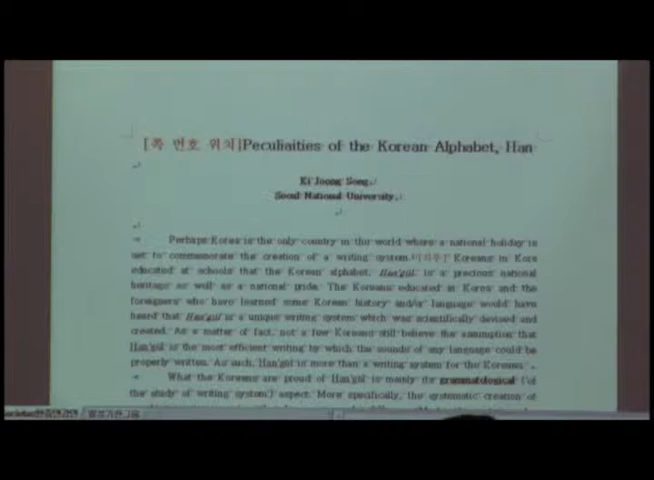 [쪽 번호 위치]Peculiaities of the Korean Alphabet, Han
Ki Joong Song
Seoul National University
Perhaps Korea is the only country in the world where a national holiday is
set to commemorate the creation of a writing system. Koreans in Kore
educated at schools that the Korean alphabet, Han'gŭl is a precious national
heritage as well as a national pride. The Koreans educated in Korea and the
foreigners who have learned some Korean history and/or language would have
heard that Han'gŭl is a unique writing system which was scientifically devised and
created. As a matter of fact, not a few Koreans still believe the assumption that
Han'gŭl is the most efficient writing by which the sounds of any language could be
properly written. As such, Han'gŭl is more than a writing system for the Koreans.
What the Koreans are proud of Han'gŭl is mainly its grammatological ('of
the study of writing system') aspect. More specifically, the systematic creation of